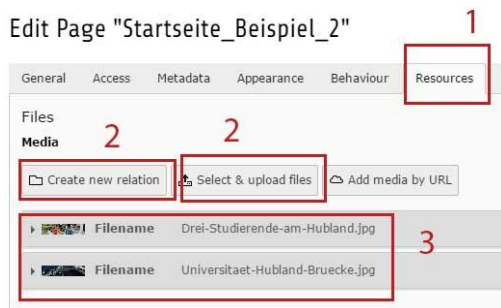 Edit Page "Startseite_Beispiel_2"
1
General Access Metadata Appearance Behaviour Resources
Files
Media
2 2
Create new relation Select & upload files Add media by URL
Filename Drei-Studierende-am-Hubland.jpg
3
Filename Universitaet-Hubland-Bruecke.jpg